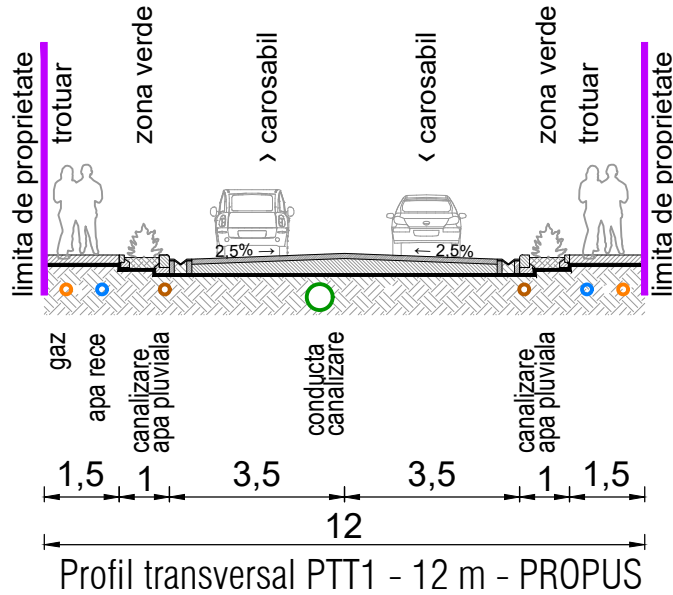 limita de proprietate
trotuar
zona verde
> carosabil
< carosabil
zona verde
trotuar
limita de proprietate
2,5% →
← 2,5%
gaz
apa rece
canalizare
apa pluviala
conducta
canalizare
canalizare
apa pluviala
1,5 1 3,5 3,5 1 1,5
12
Profil transversal PTT1 - 12 m - PROPUS